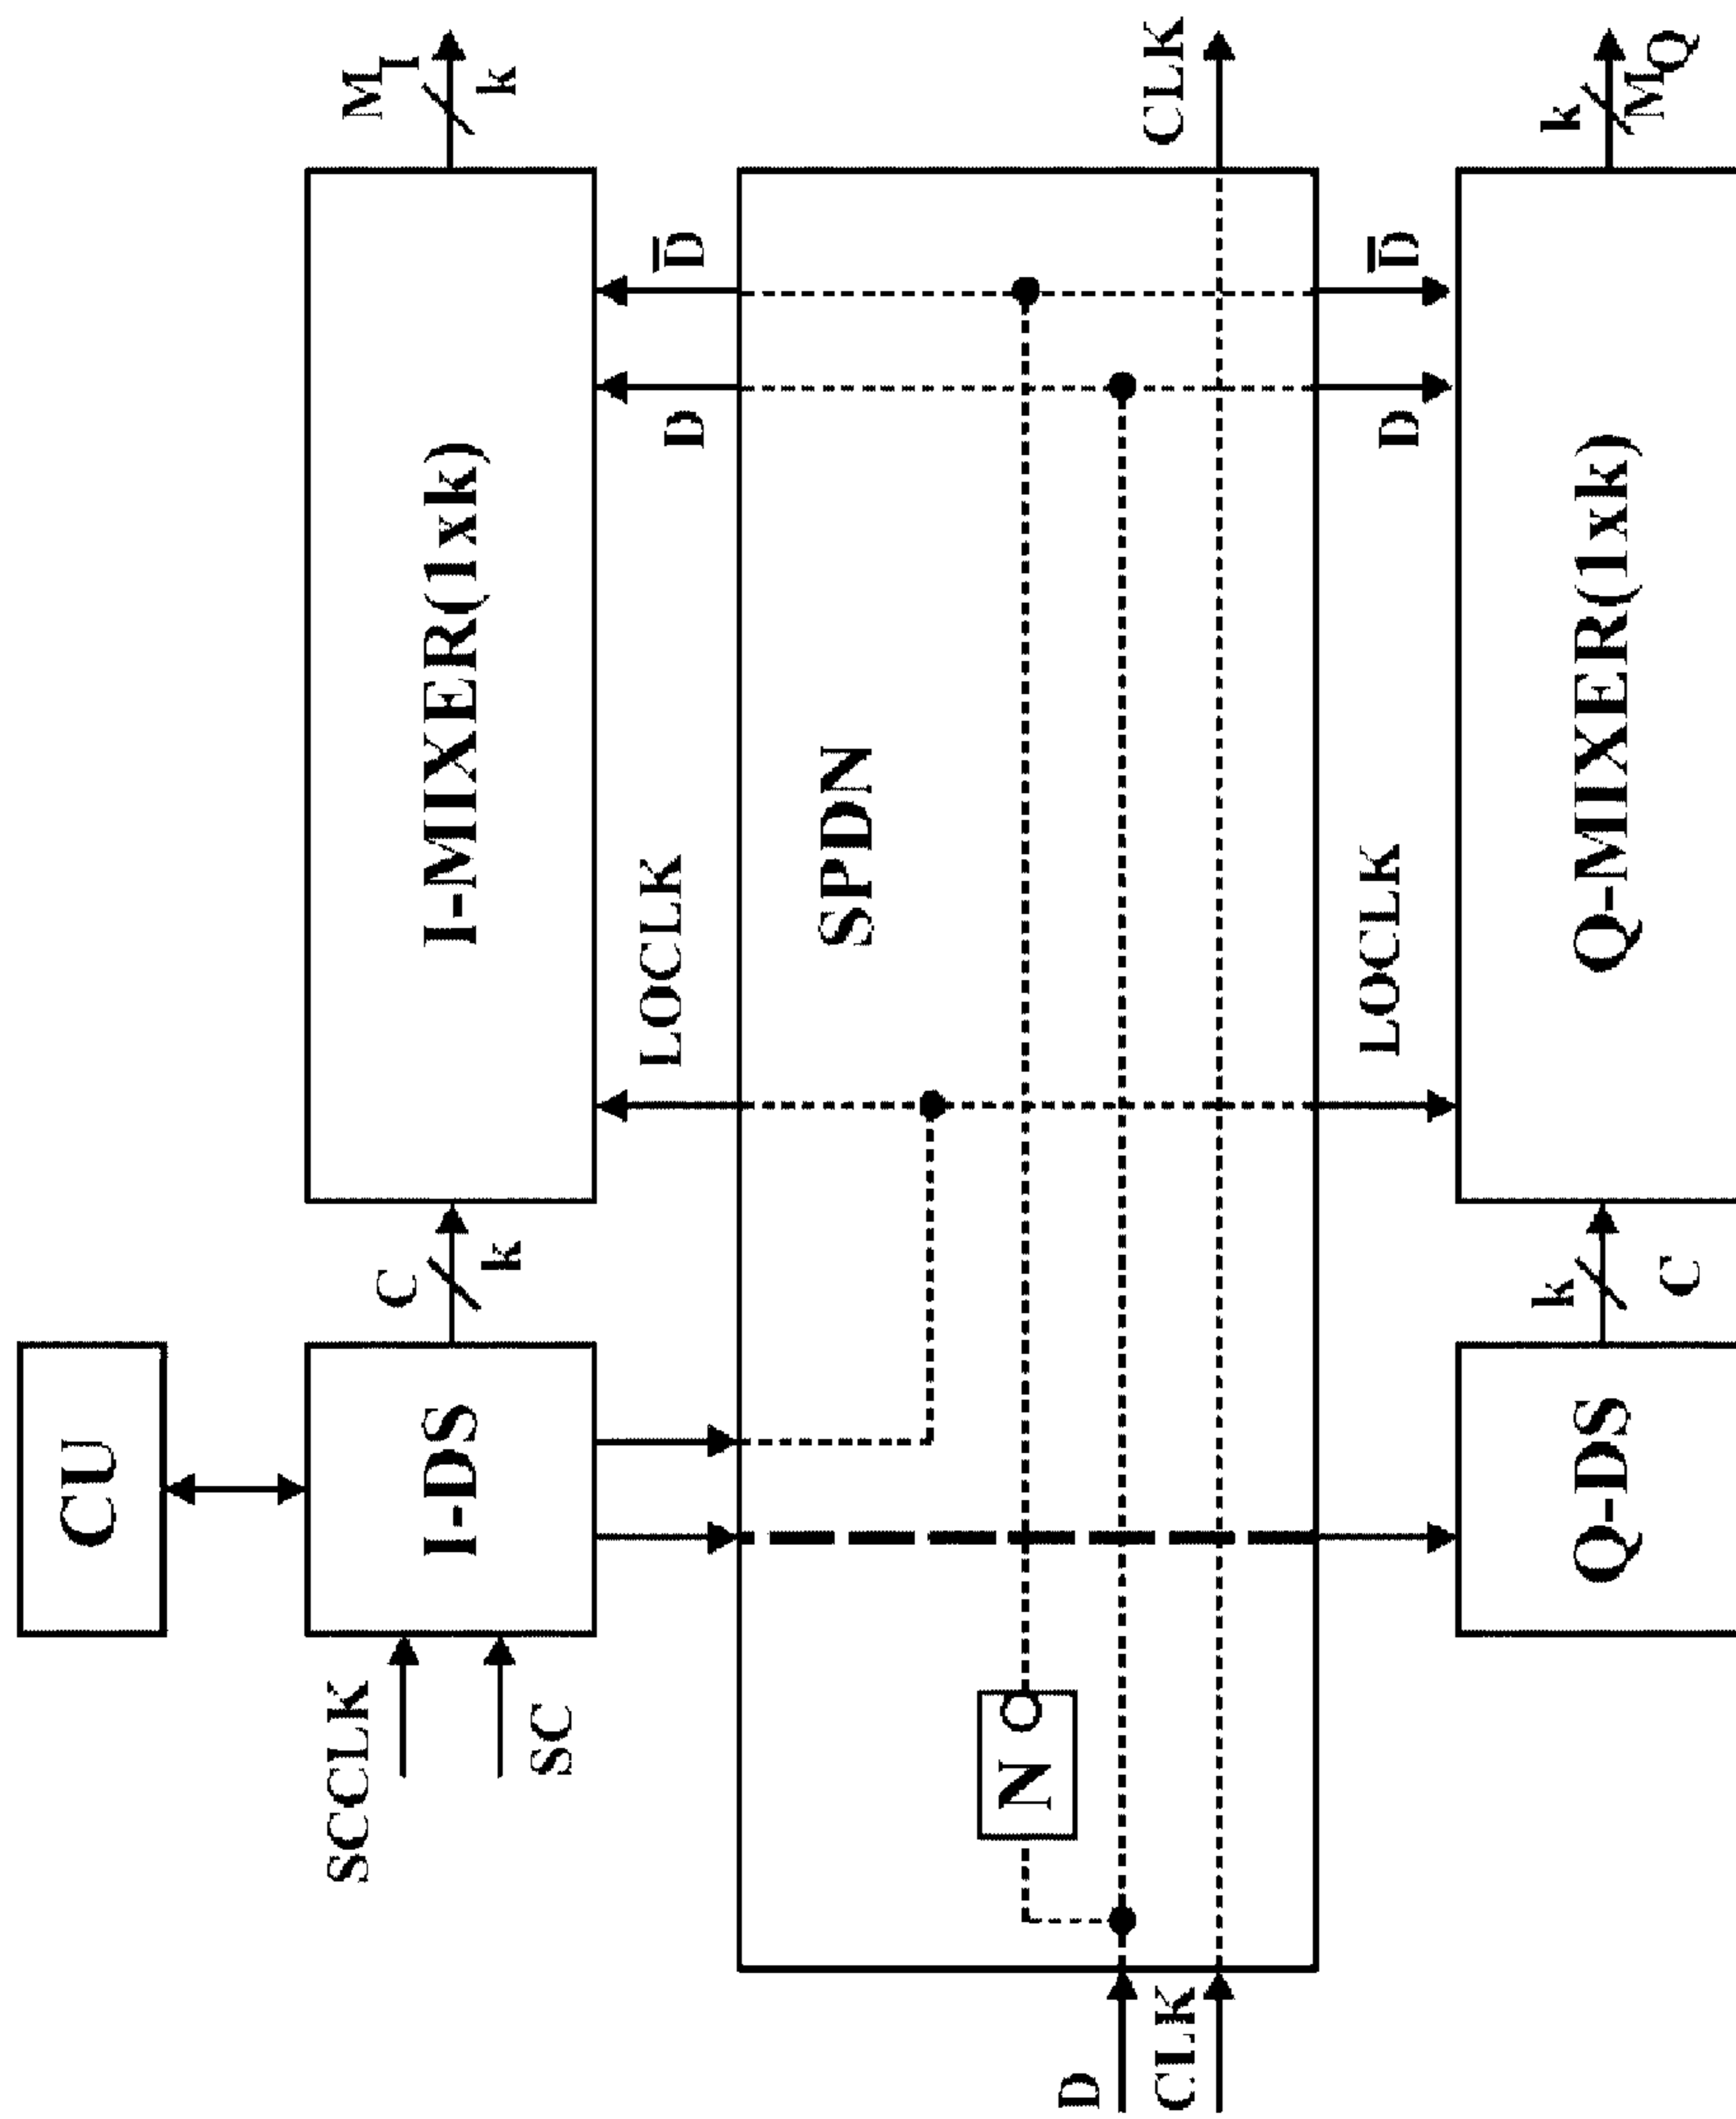 CU
SCCLK
SC
I-DS
C
k
I-MIXER(1xk)
M_I
k
LOCLK
D
D̅
SPDN
N
D
CLK
CLK
LOCLK
D
D̅
Q-DS
k
C
Q-MIXER(1xk)
k
M_Q